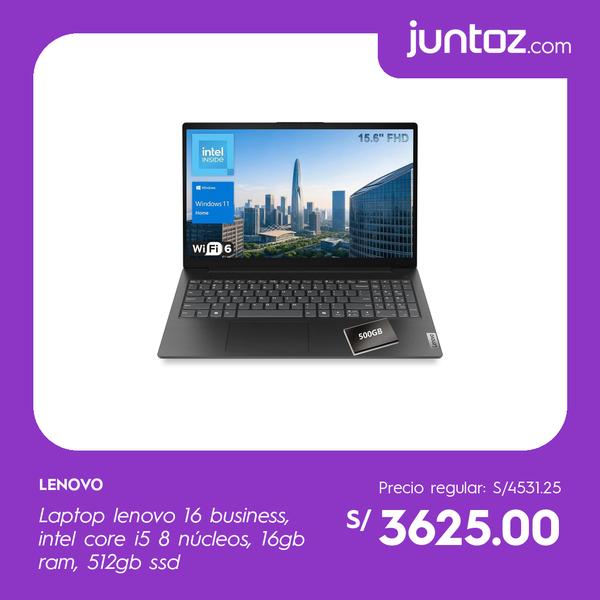 juntoz.com
15.6" FHD
intel
INSIDE
Windows
Windows 11
Home
WiFi 6
500GB
LENOVO
Laptop lenovo 16 business,
intel core i5 8 núcleos, 16gb
ram, 512gb ssd
Precio regular: S/4531.25
S/ 3625.00